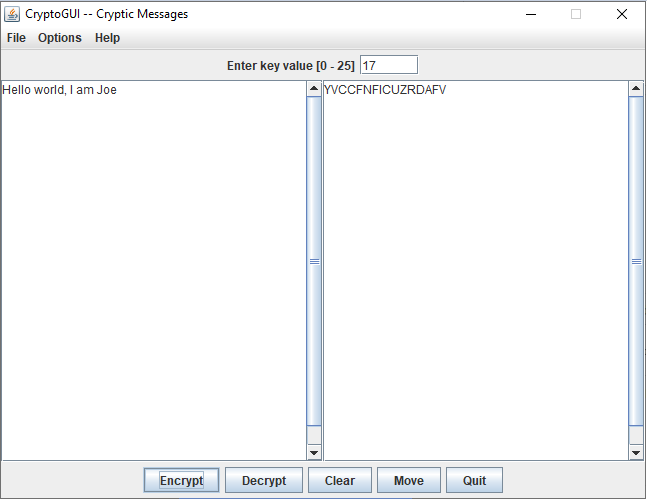 CryptoGUI -- Cryptic Messages
File Options Help
Enter key value [0 - 25] 17
Hello world, I am Joe
YVCCFNFICUZRDAFV
Encrypt Decrypt Clear Move Quit